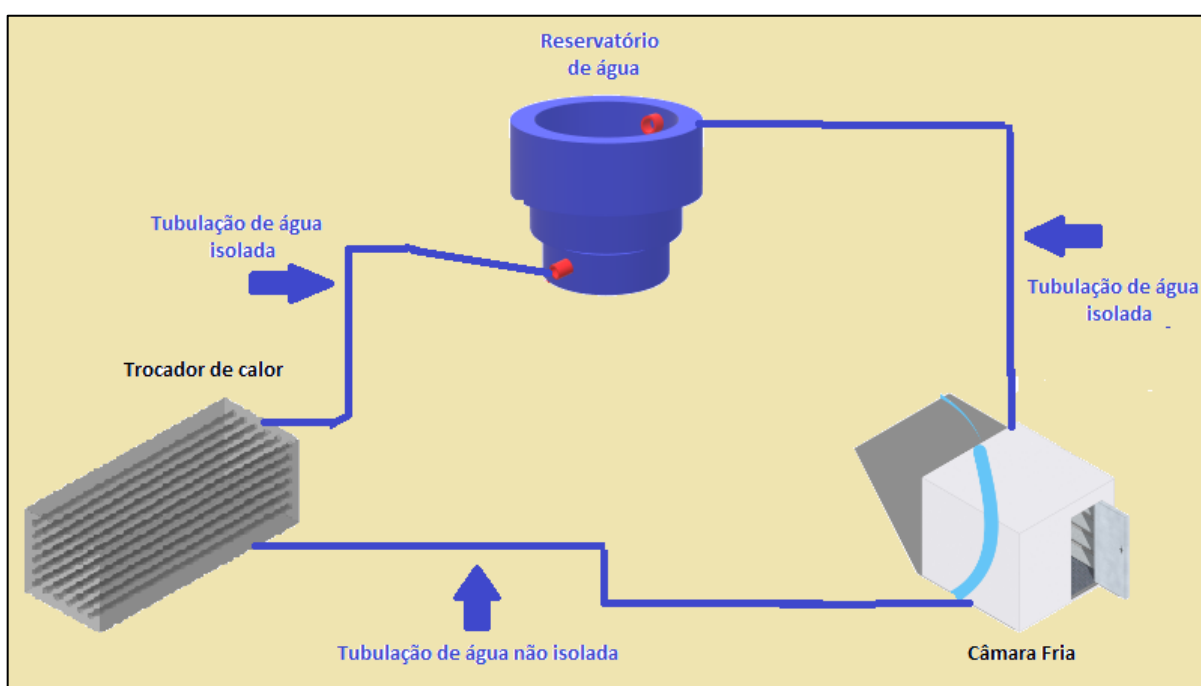 Reservatório
de água
Tubulação de água
isolada
Tubulação de água
isolada
Trocador de calor
Tubulação de água não isolada
Câmara Fria